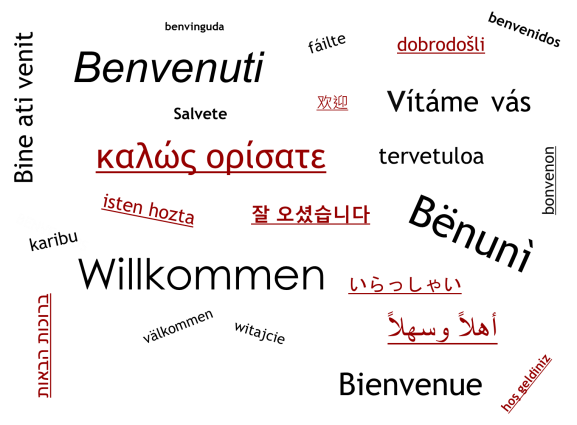 benvinguda
benvenidos
fáilte
dobrodošli
Bine ati venit
Benvenuti
欢迎
Vítáme vás
Salvete
καλώς ορίσατε
tervetuloa
bonvenon
isten hozta
잘 오셨습니다
Bënunì
karibu
Willkommen
いらっしゃい
ברוכות הבאות
välkommen
witajcie
أهلاً وسهلاً
Bienvenue
hoş geldiniz